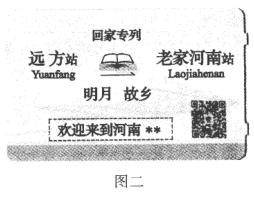 回家专列
远方站 老家河南站
Yuanfang Laojiahenan
明月 故乡
欢迎来到河南 **
图二